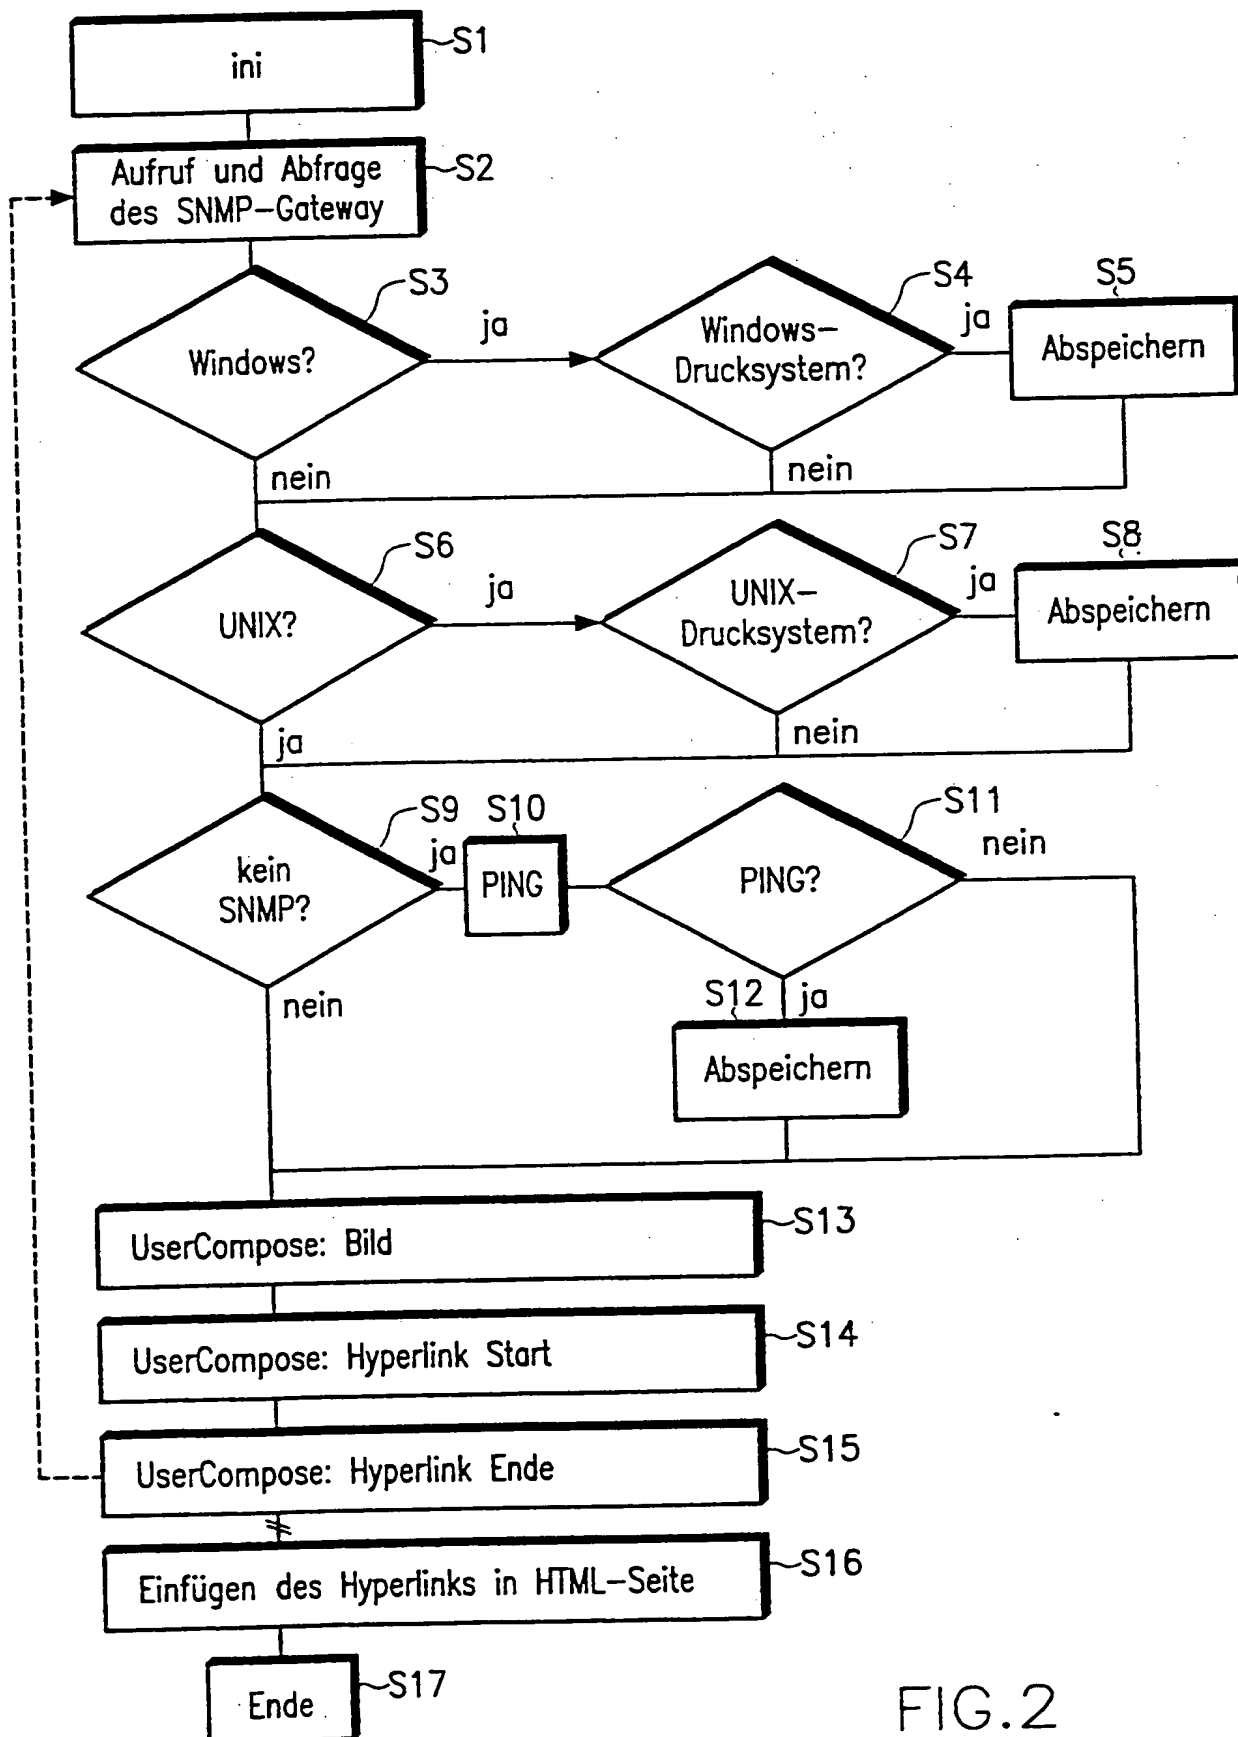 ini
S1
Aufruf und Abfrage
des SNMP-Gateway
S2
Windows?
S3
ja
nein
Windows-
Drucksystem?
S4
ja
nein
S5
Abspeichern
UNIX?
S6
ja
ja
UNIX-
Drucksystem?
S7
ja
nein
S8
Abspeichern
kein
SNMP?
S9
ja
nein
S10
PING
PING?
S11
nein
ja
S12
Abspeichern
UserCompose: Bild
S13
UserCompose: Hyperlink Start
S14
UserCompose: Hyperlink Ende
S15
Einfügen des Hyperlinks in HTML-Seite
S16
Ende
S17
FIG.2